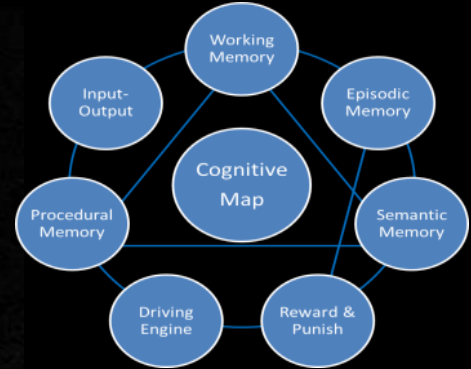 Working
Memory
Input-
Output
Episodic
Memory
Cognitive
Map
Procedural
Memory
Semantic
Memory
Driving
Engine
Reward &
Punish